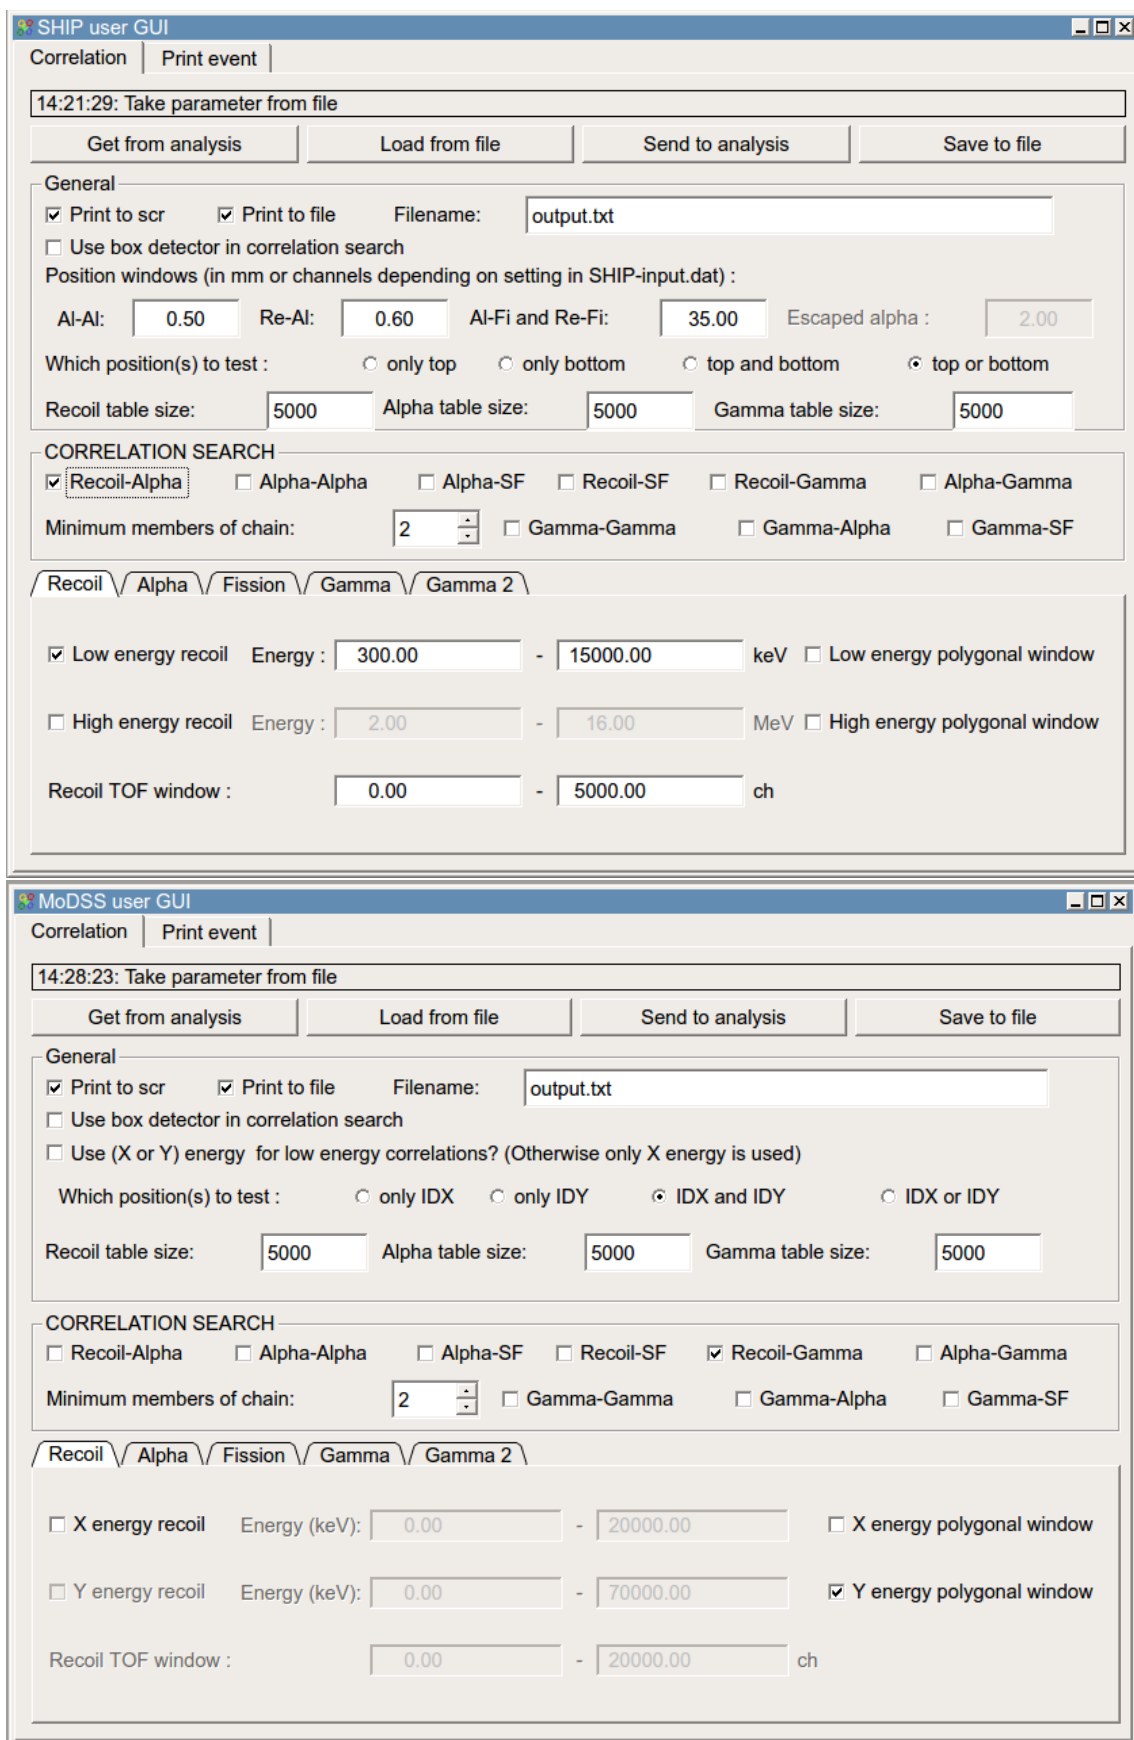 SHIP user GUI
Correlation Print event
14:21:29: Take parameter from file
Get from analysis Load from file Send to analysis Save to file
General
Print to scr Print to file Filename: output.txt
Use box detector in correlation search
Position windows (in mm or channels depending on setting in SHIP-input.dat) :
Al-Al: 0.50 Re-Al: 0.60 Al-Fi and Re-Fi: 35.00 Escaped alpha : 2.00
Which position(s) to test : only top only bottom top and bottom top or bottom
Recoil table size: 5000 Alpha table size: 5000 Gamma table size: 5000
CORRELATION SEARCH
Recoil-Alpha Alpha-Alpha Alpha-SF Recoil-SF Recoil-Gamma Alpha-Gamma
Minimum members of chain: 2 Gamma-Gamma Gamma-Alpha Gamma-SF
Recoil Alpha Fission Gamma Gamma 2
Low energy recoil Energy : 300.00 - 15000.00 keV Low energy polygonal window
High energy recoil Energy : 2.00 - 16.00 MeV High energy polygonal window
Recoil TOF window : 0.00 - 5000.00 ch
MoDSS user GUI
Correlation Print event
14:28:23: Take parameter from file
Get from analysis Load from file Send to analysis Save to file
General
Print to scr Print to file Filename: output.txt
Use box detector in correlation search
Use (X or Y) energy for low energy correlations? (Otherwise only X energy is used)
Which position(s) to test : only IDX only IDY IDX and IDY IDX or IDY
Recoil table size: 5000 Alpha table size: 5000 Gamma table size: 5000
CORRELATION SEARCH
Recoil-Alpha Alpha-Alpha Alpha-SF Recoil-SF Recoil-Gamma Alpha-Gamma
Minimum members of chain: 2 Gamma-Gamma Gamma-Alpha Gamma-SF
Recoil Alpha Fission Gamma Gamma 2
X energy recoil Energy (keV): 0.00 - 20000.00 X energy polygonal window
Y energy recoil Energy (keV): 0.00 - 70000.00 Y energy polygonal window
Recoil TOF window : 0.00 - 20000.00 ch